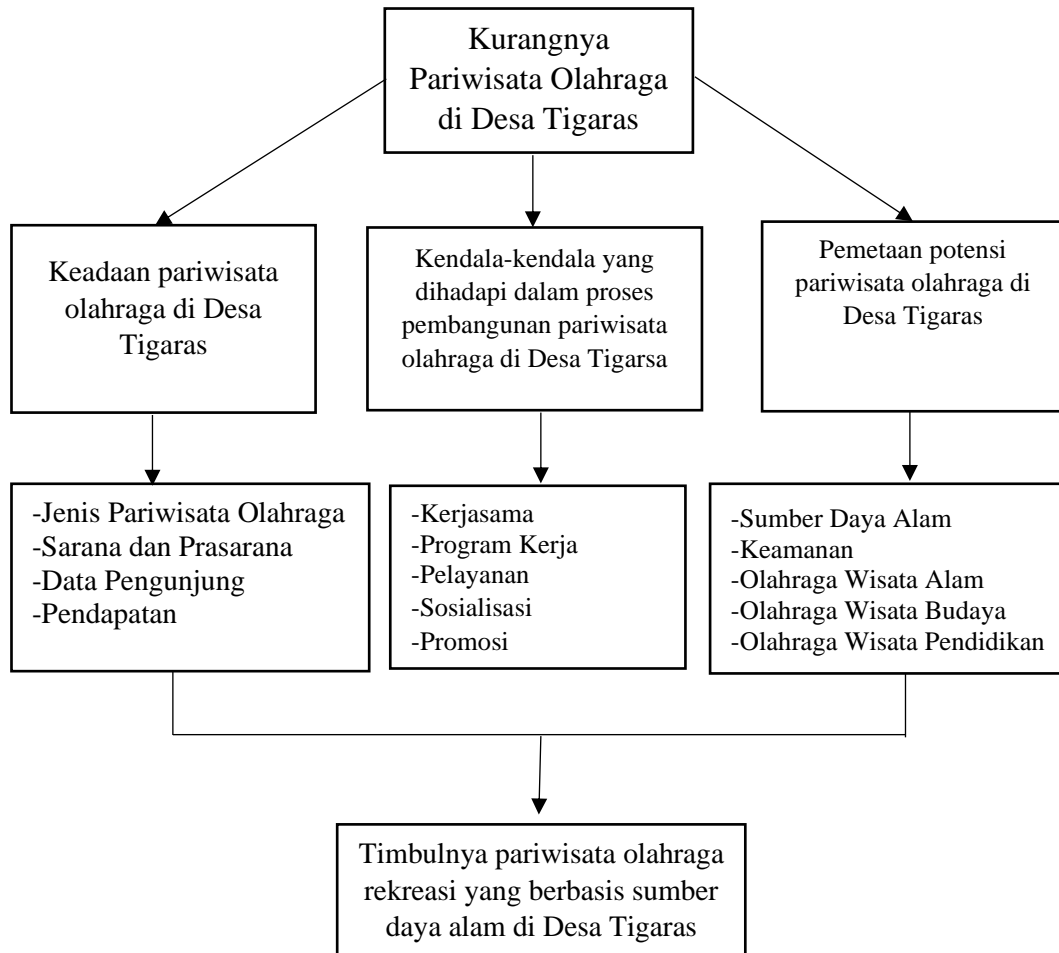 Kurangnya
Pariwisata Olahraga
di Desa Tigaras
Keadaan pariwisata
olahraga di Desa
Tigaras
Kendala-kendala yang
dihadapi dalam proses
pembangunan pariwisata
olahraga di Desa Tigarsa
Pemetaan potensi
pariwisata olahraga di
Desa Tigaras
-Jenis Pariwisata Olahraga
-Sarana dan Prasarana
-Data Pengunjung
-Pendapatan
-Kerjasama
-Program Kerja
-Pelayanan
-Sosialisasi
-Promosi
-Sumber Daya Alam
-Keamanan
-Olahraga Wisata Alam
-Olahraga Wisata Budaya
-Olahraga Wisata Pendidikan
Timbulnya pariwisata olahraga
rekreasi yang berbasis sumber
daya alam di Desa Tigaras